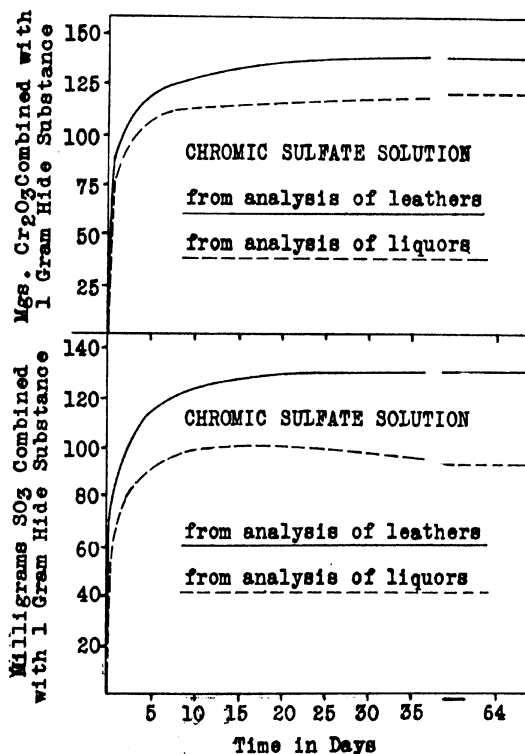 Mgs. Cr2O3 Combined with
1 Gram Hide Substance
150
125
100
75
50
25
CHROMIC SULFATE SOLUTION
from analysis of leathers
from analysis of liquors
Milligrams SO3 Combined
with 1 Gram Hide Substance
140
120
100
80
60
40
20
CHROMIC SULFATE SOLUTION
from analysis of leathers
from analysis of liquors
5 10 15 20 25 30 35 64
Time in Days